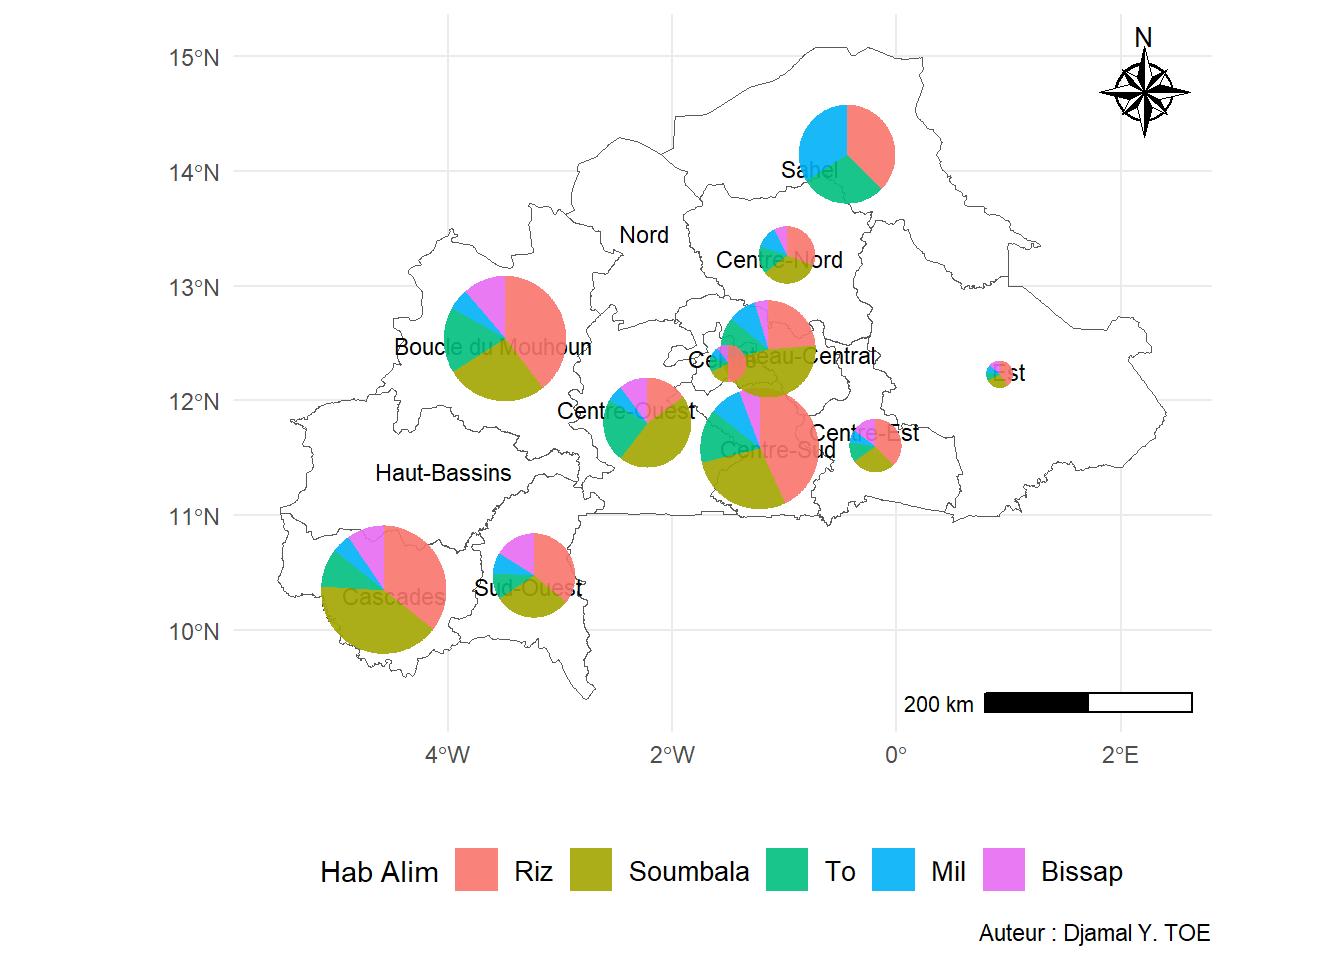 N
15°N
14°N
13°N
12°N
11°N
10°N
Sahel
Nord
Centre-Nord
Boucle du Mouhoun
Centre-Ouest
Centre-Sud
Centre-Est
Est
Haut-Bassins
Cascades
Sud-Ouest
200 km
4°W
2°W
0°
2°E
Hab Alim Riz Soumbala To Mil Bissap
Auteur : Djamal Y. TOE